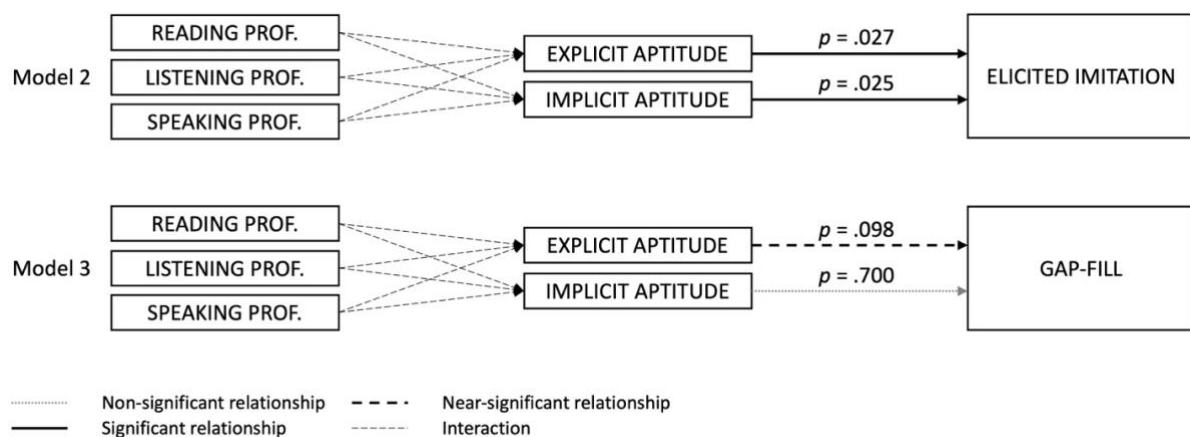 READING PROF.
Model 2
LISTENING PROF.
SPEAKING PROF.
EXPLICIT APTITUDE
IMPLICIT APTITUDE
p = .027
p = .025
ELICITED IMITATION
READING PROF.
Model 3
LISTENING PROF.
SPEAKING PROF.
EXPLICIT APTITUDE
IMPLICIT APTITUDE
p = .098
p = .700
GAP-FILL
Non-significant relationship
Near-significant relationship
Significant relationship
Interaction